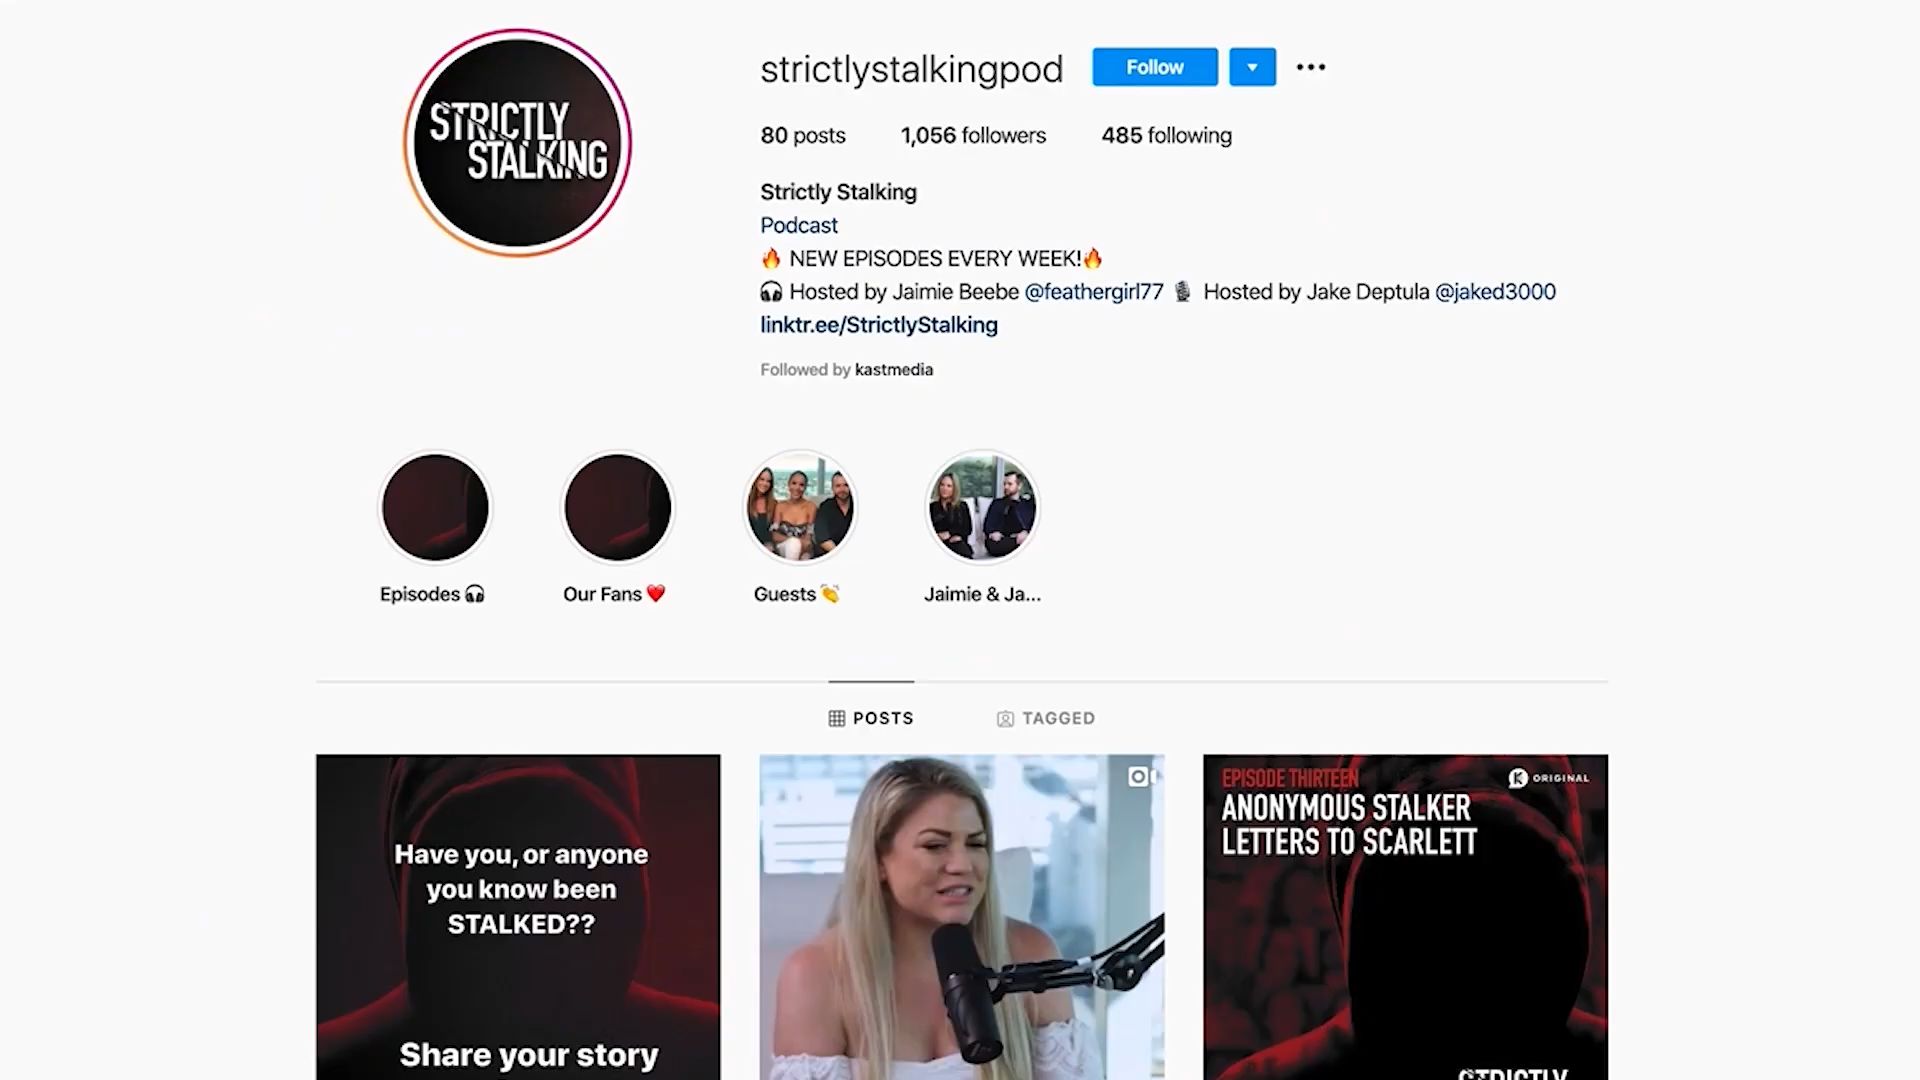 STRICTLY
STALKING
strictlystalkingpod
Follow
80 posts
1,056 followers
485 following
Strictly Stalking
Podcast
🔥 NEW EPISODES EVERY WEEK!🔥
🎧 Hosted by Jaimie Beebe @feathergirl77 🎙 Hosted by Jake Deptula @jaked3000
linktr.ee/StrictlyStalking
Followed by kastmedia
Episodes 🎧
Our Fans ❤️
Guests 👏
Jaimie & Ja...
POSTS
TAGGED
Have you, or anyone
you know been
STALKED??
Share your story
EPISODE THIRTEEN
ANONYMOUS STALKER
LETTERS TO SCARLETT
K ORIGINAL
STRICTLY